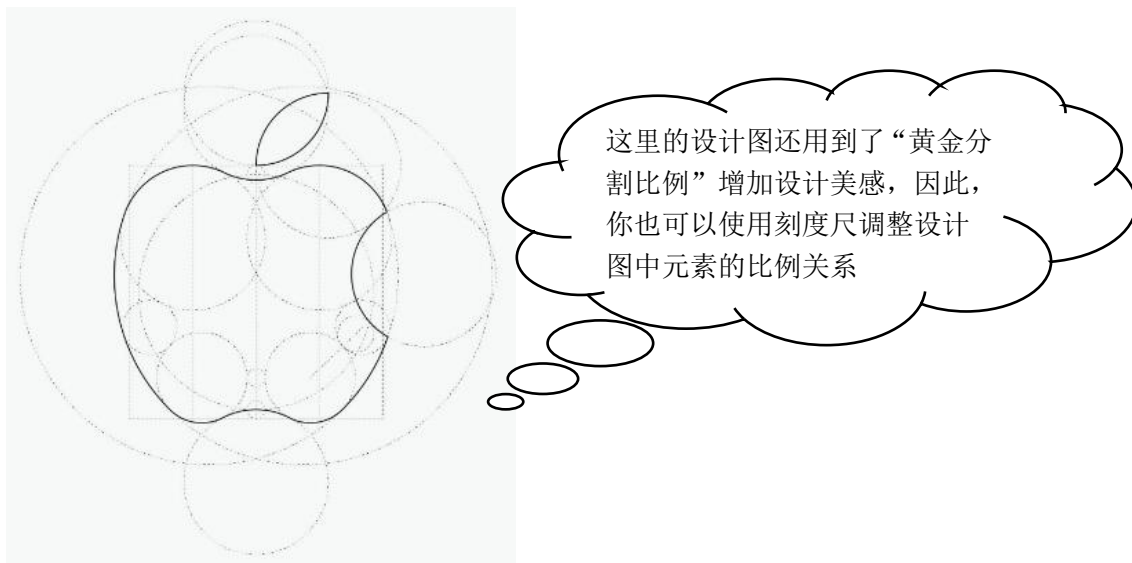 这里的设计图还用到了“黄金分
割比例”增加设计美感，因此，
你也可以使用刻度尺调整设计
图中元素的比例关系